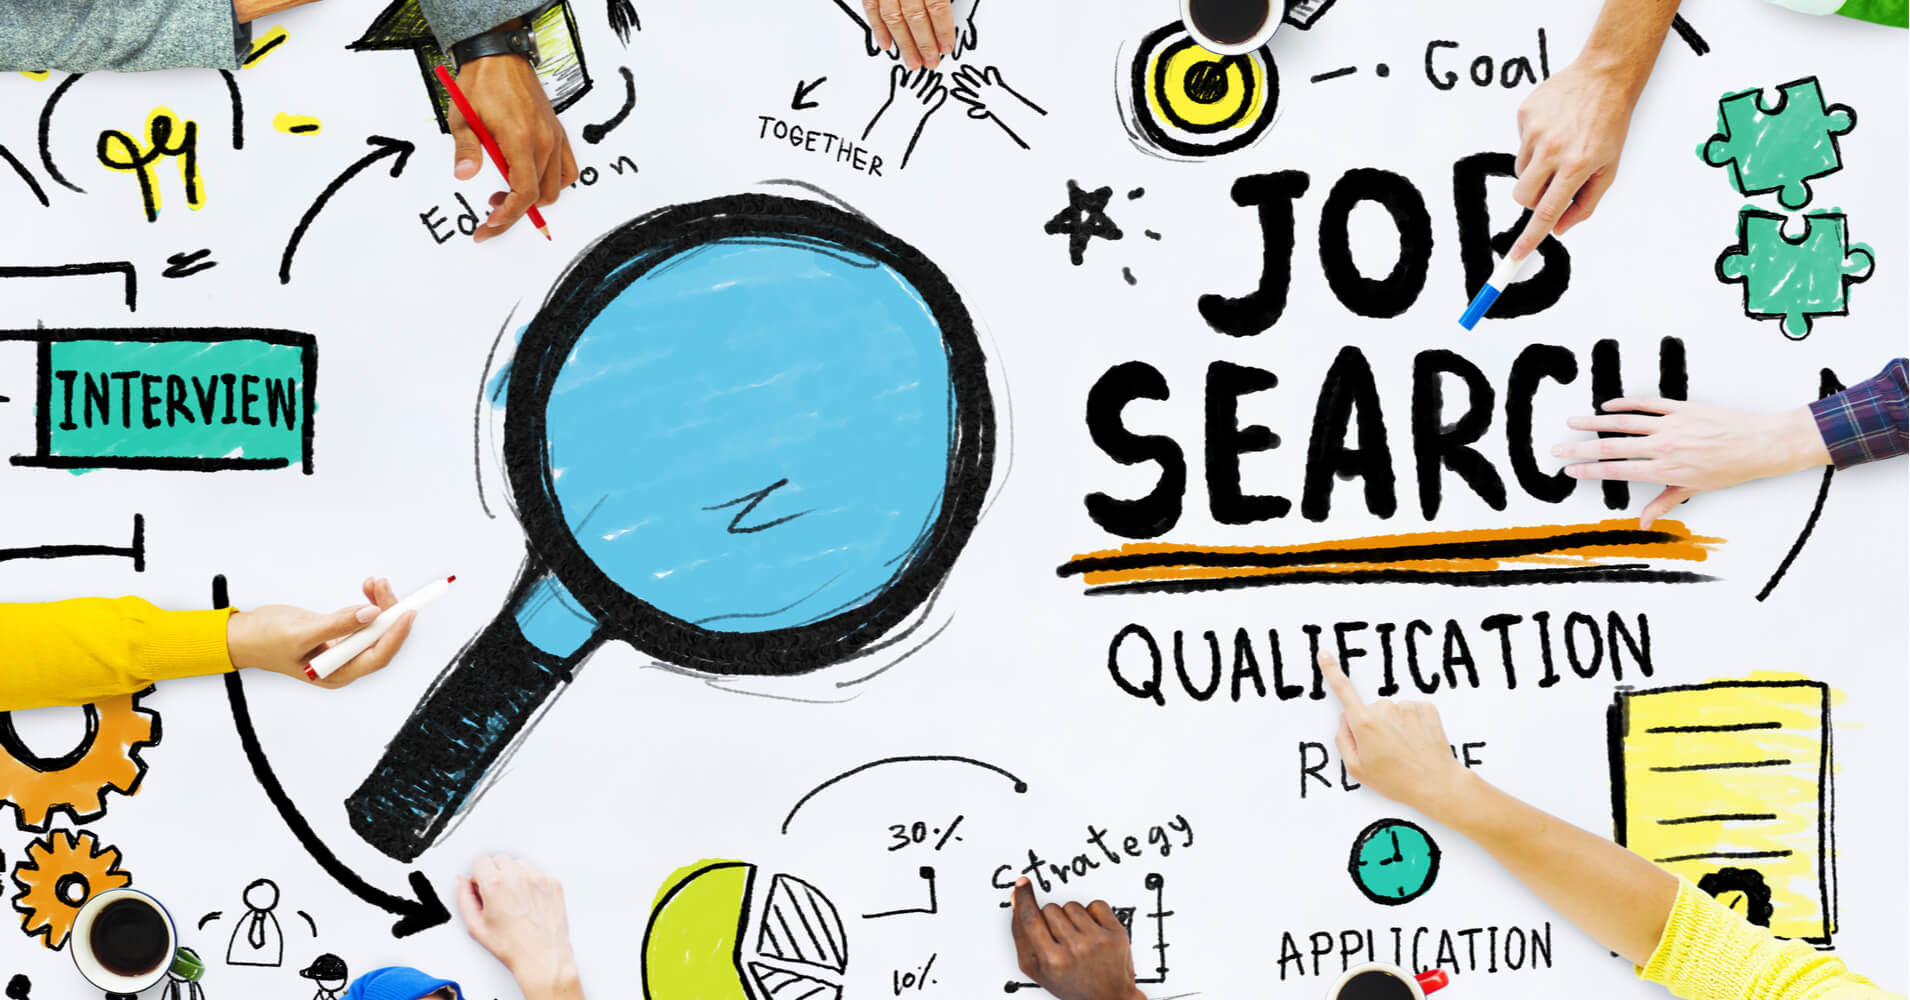 Goal
TOGETHER
JOB
SEARCH
INTERVIEW
QUALIFICATION
30%
Strategy
APPLICATION
10%